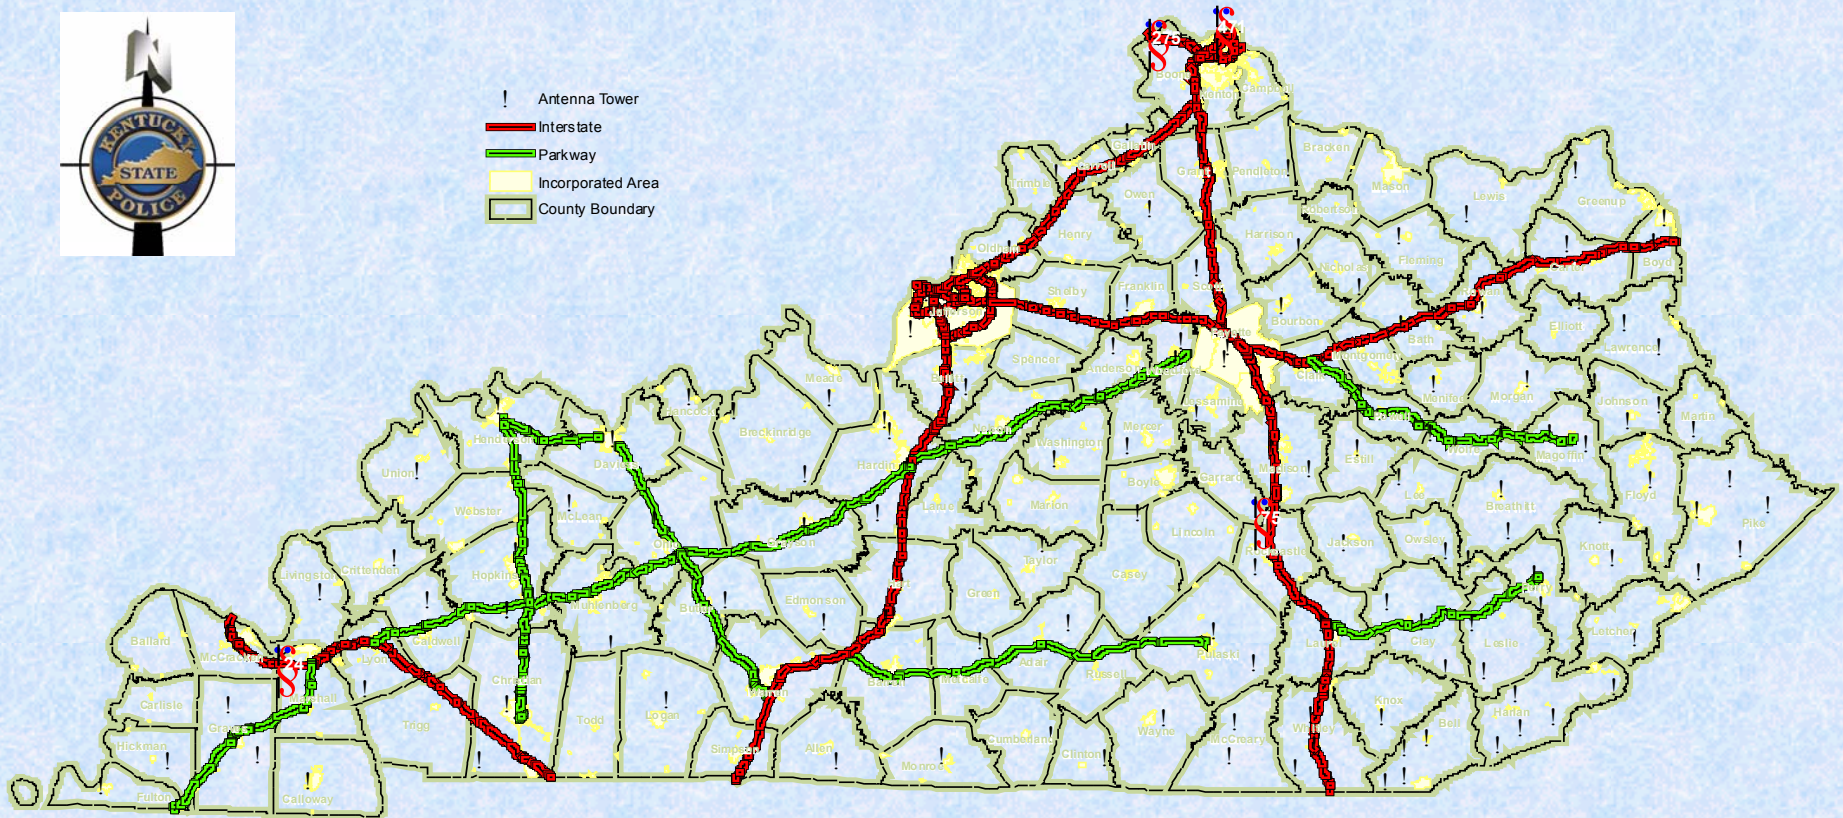 N
KENTUCKY
STATE
POLICE
! Antenna Tower
Interstate
Parkway
Incorporated Area
County Boundary
275
471
Boone
Kenton
Campbell
Gallatin
Carroll
Grant
Pendleton
Bracken
Mason
Lewis
Greenup
Trimble
Owen
Robertson
Henry
Harrison
Oldham
Fleming
Nicholas
Carter
Boyd
Shelby
Franklin
Scott
Rowan
Jefferson
Bourbon
Elliott
Fayette
Bath
Lawrence
Spencer
Montgomery
Anderson
Woodford
Clark
Bullitt
Meade
Menifee
Morgan
Johnson
Hancock
Jessamine
Powell
Martin
Breckinridge
Nelson
Mercer
Washington
Henderson
Daviess
Hardin
Madison
Estill
Wolfe
Magoffin
Union
Boyle
Garrard
Lee
Floyd
Webster
McLean
Larue
Marion
Breathitt
75
Pike
Lincoln
Ohio
Grayson
Rockcastle
Jackson
Owsley
Knott
Livingston
Crittenden
Hopkins
Taylor
Casey
Hart
Muhlenberg
Butler
Edmonson
Green
Perry
Ballard
McCracken
Caldwell
Lyon
24
Laurel
Clay
Leslie
Letcher
Pulaski
Adair
Russell
Christian
Barren
Metcalfe
Warren
Marshall
Carlisle
Trigg
Todd
Logan
Graves
Knox
Harlan
Bell
Whitley
Wayne
McCreary
Hickman
Simpson
Allen
Cumberland
Clinton
Monroe
Fulton
Calloway